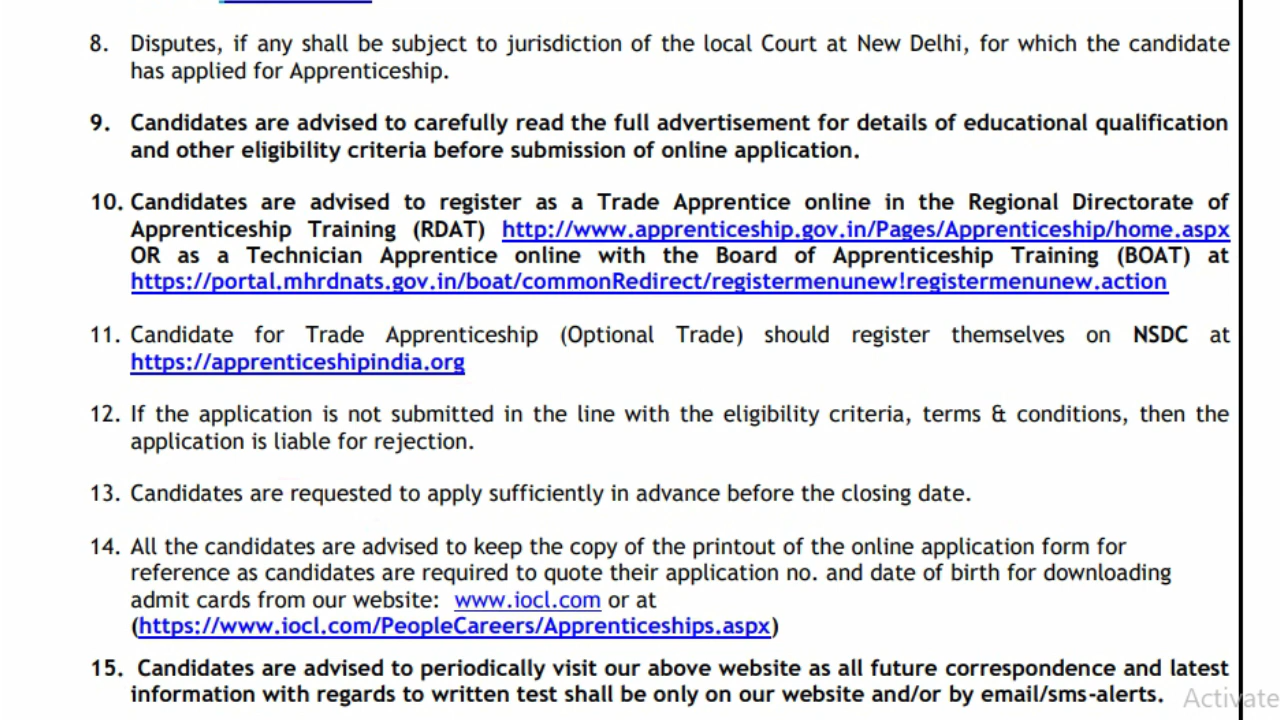 8. Disputes, if any shall be subject to jurisdiction of the local Court at New Delhi, for which the candidate
has applied for Apprenticeship.
9. Candidates are advised to carefully read the full advertisement for details of educational qualification
and other eligibility criteria before submission of online application.
10. Candidates are advised to register as a Trade Apprentice online in the Regional Directorate of
Apprenticeship Training (RDAT) http://www.apprenticeship.gov.in/Pages/Apprenticeship/home.aspx
OR as a Technician Apprentice online with the Board of Apprenticeship Training (BOAT) at
https://portal.mhrdnats.gov.in/boat/commonRedirect/registermenunew!registermenunew.action
11. Candidate for Trade Apprenticeship (Optional Trade) should register themselves on NSDC at
https://apprenticeshipindia.org
12. If the application is not submitted in the line with the eligibility criteria, terms & conditions, then the
application is liable for rejection.
13. Candidates are requested to apply sufficiently in advance before the closing date.
14. All the candidates are advised to keep the copy of the printout of the online application form for
reference as candidates are required to quote their application no. and date of birth for downloading
admit cards from our website: www.iocl.com or at
(https://www.iocl.com/PeopleCareers/Apprenticeships.aspx)
15. Candidates are advised to periodically visit our above website as all future correspondence and latest
information with regards to written test shall be only on our website and/or by email/sms-alerts.
Activate